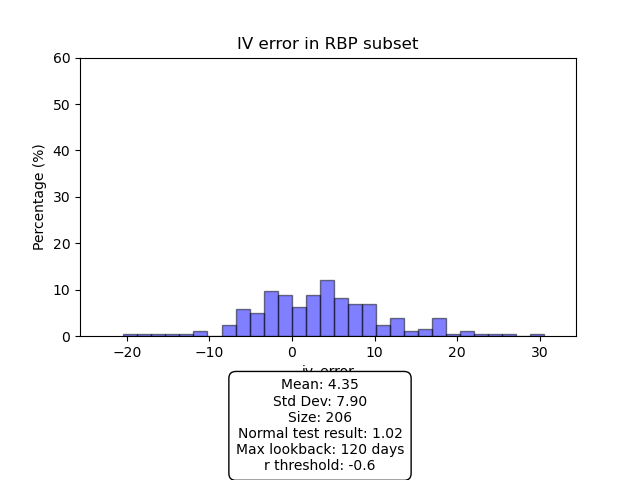 IV error in RBP subset
60
50
40
30
20
10
0
Percentage (%)
−20 −10 0 10 20 30
iv_error
Mean: 4.35
Std Dev: 7.90
Size: 206
Normal test result: 1.02
Max lookback: 120 days
r threshold: -0.6